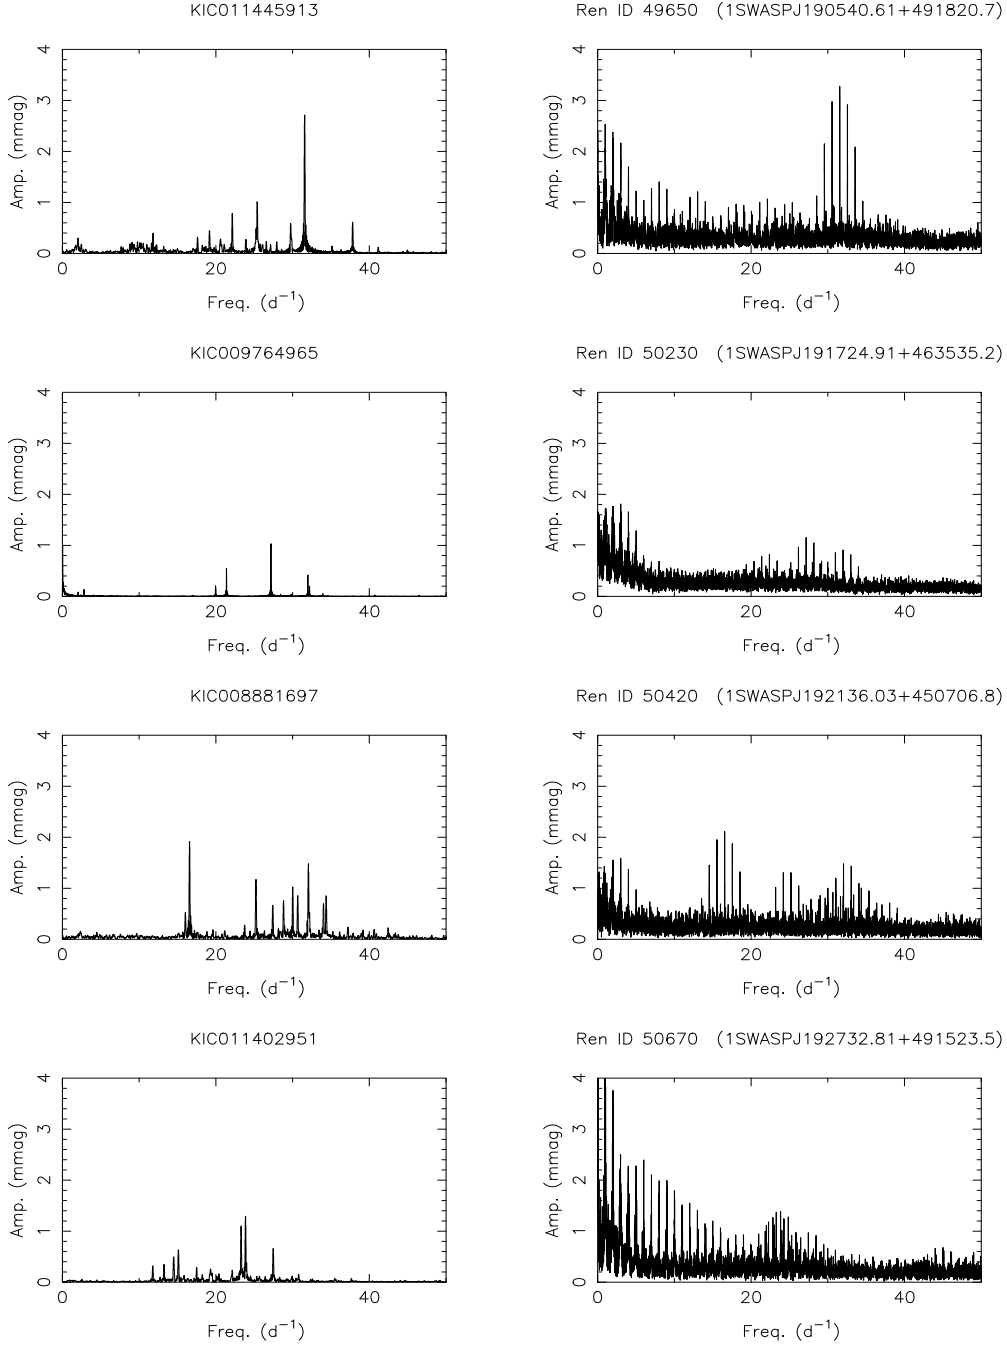 KIC011445913
Amp. (mmag)
4
3
2
1
0
0 20 40
Freq. (d−1)
Ren ID 49650 (1SWASPJ190540.61+491820.7)
Amp. (mmag)
4
3
2
1
0
0 20 40
Freq. (d−1)
KIC009764965
Amp. (mmag)
4
3
2
1
0
0 20 40
Freq. (d−1)
Ren ID 50230 (1SWASPJ191724.91+463535.2)
Amp. (mmag)
4
3
2
1
0
0 20 40
Freq. (d−1)
KIC008881697
Amp. (mmag)
4
3
2
1
0
0 20 40
Freq. (d−1)
Ren ID 50420 (1SWASPJ192136.03+450706.8)
Amp. (mmag)
4
3
2
1
0
0 20 40
Freq. (d−1)
KIC011402951
Amp. (mmag)
4
3
2
1
0
0 20 40
Freq. (d−1)
Ren ID 50670 (1SWASPJ192732.81+491523.5)
Amp. (mmag)
4
3
2
1
0
0 20 40
Freq. (d−1)